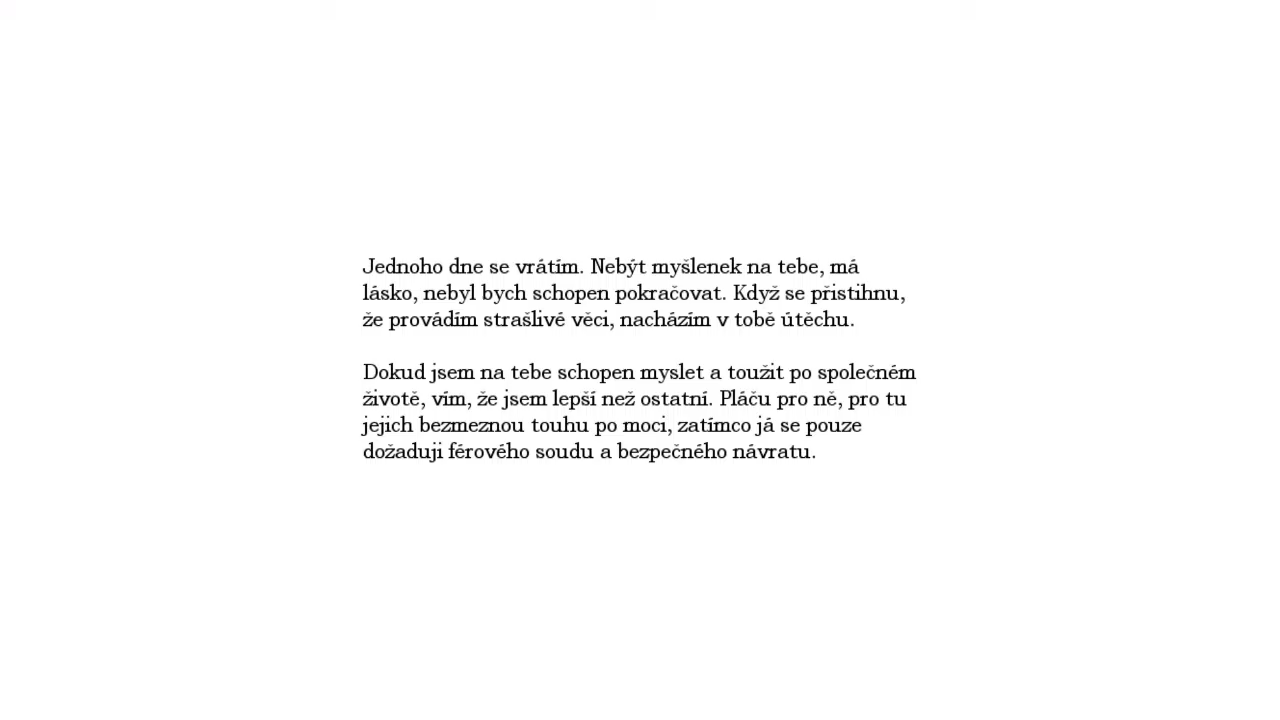 Jednoho dne se vrátím. Nebýt myšlenek na tebe, má
lásko, nebyl bych schopen pokračovat. Když se přistihnu,
že provádím strašlivé věci, nacházím v tobě útěchu.
Dokud jsem na tebe schopen myslet a toužit po společném
životě, vím, že jsem lepší než ostatní. Pláču pro ně, pro tu
jejich bezmeznou touhu po moci, zatímco já se pouze
dožaduji férového soudu a bezpečného návratu.